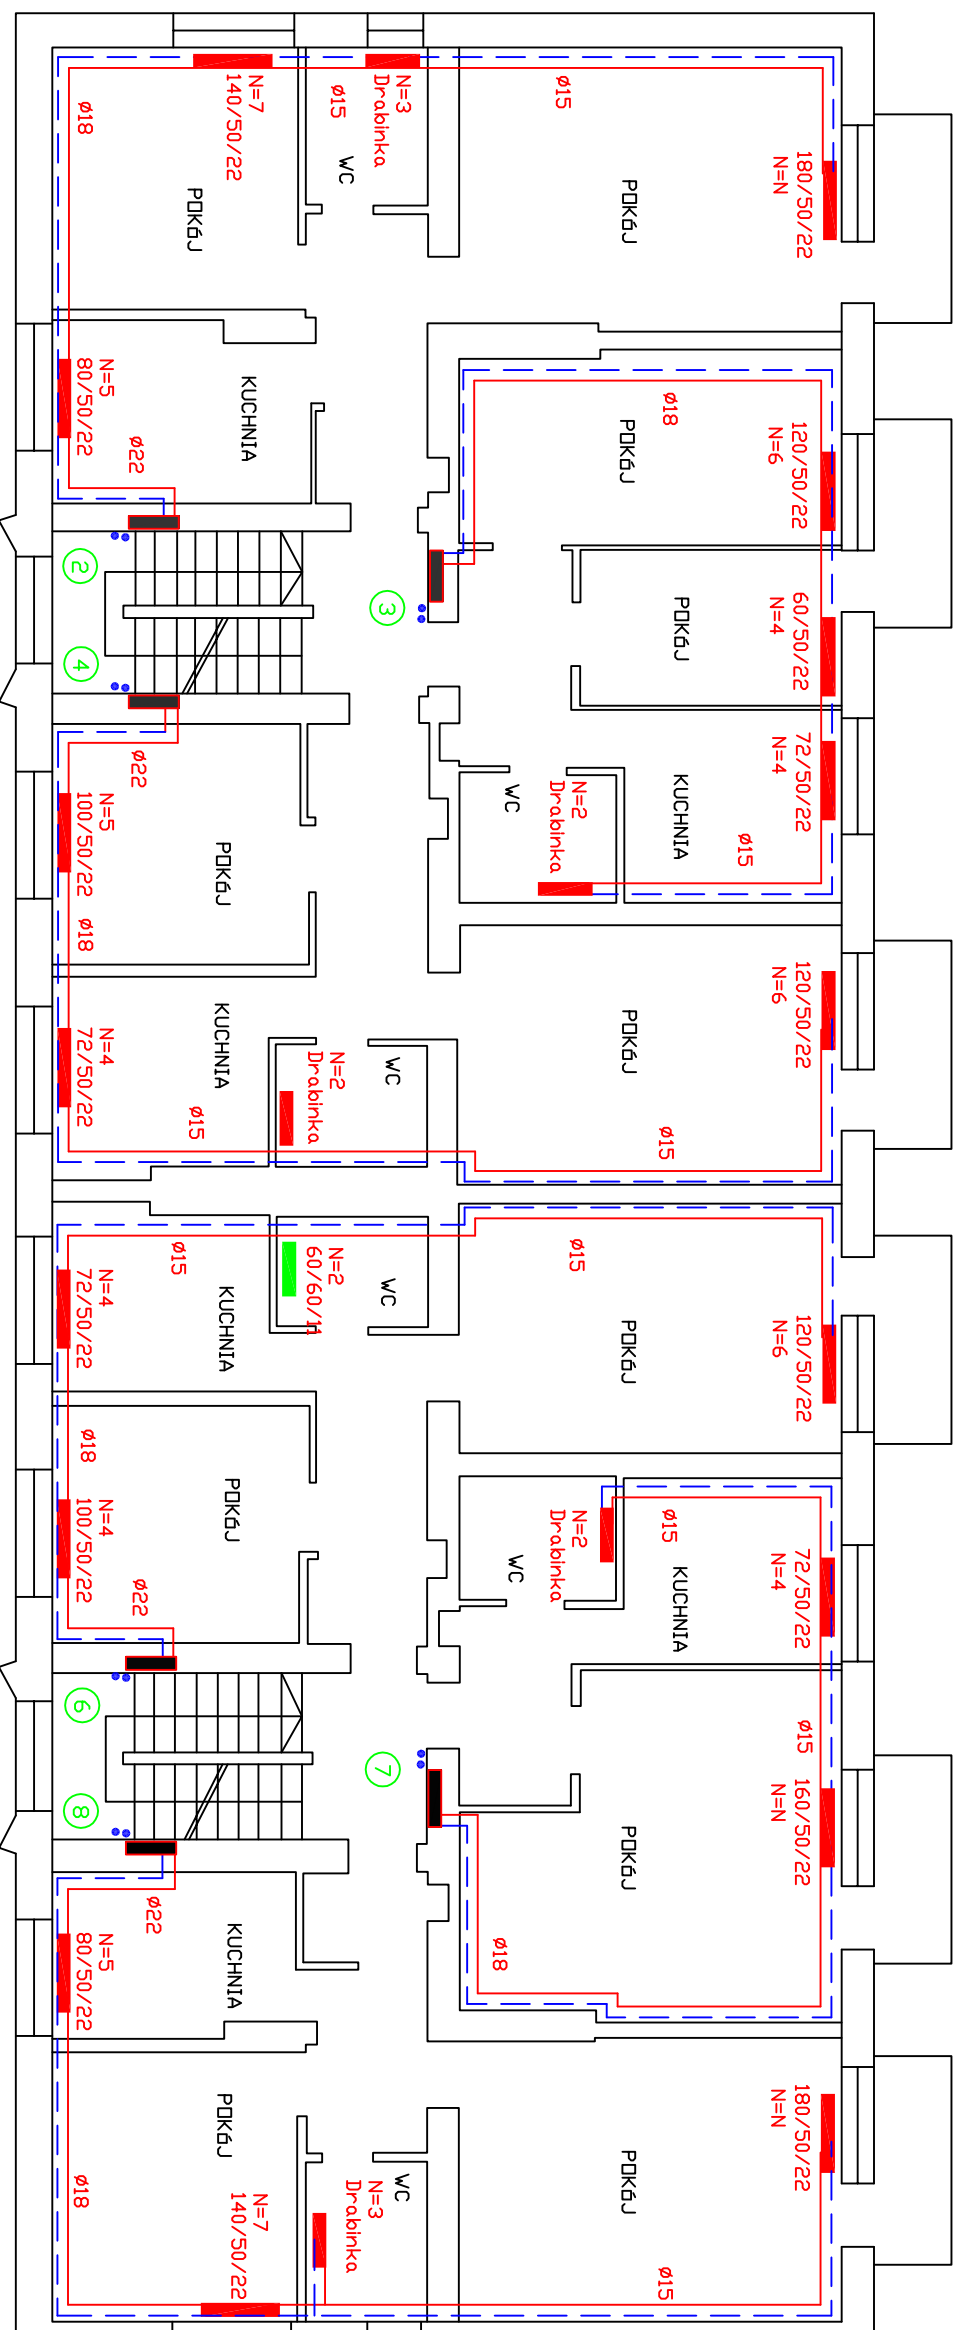 180/50/22
N=N
120/50/22
N=6
60/50/22
N=4
72/50/22
N=4
120/50/22
N=6
120/50/22
N=6
72/50/22
N=4
ø15
160/50/22
N=N
180/50/22
N=N
ø15
POKÓJ
ø18
POKÓJ
POKÓJ
ø15
KUCHNIA
POKÓJ
ø15
ø15
POKÓJ
ø15
KUCHNIA
POKÓJ
POKÓJ
ø15
N=2
Drabinka
WC
N=2
Drabinka
WC
ø18
N=3
Drabinka
WC
ø15
3
WC
N=2
Drabinka
WC
N=2
60/60/11
7
WC
N=3
Drabinka
N=7
140/50/22
POKÓJ
KUCHNIA
POKÓJ
KUCHNIA
ø15
KUCHNIA
ø15
POKÓJ
KUCHNIA
POKÓJ
N=7
140/50/22
ø22
ø22
ø22
ø22
ø18
N=5
80/50/22
2
4
N=5
100/50/22
ø18
N=4
72/50/22
N=4
72/50/22
ø18
N=4
100/50/22
6
8
N=5
80/50/22
ø18